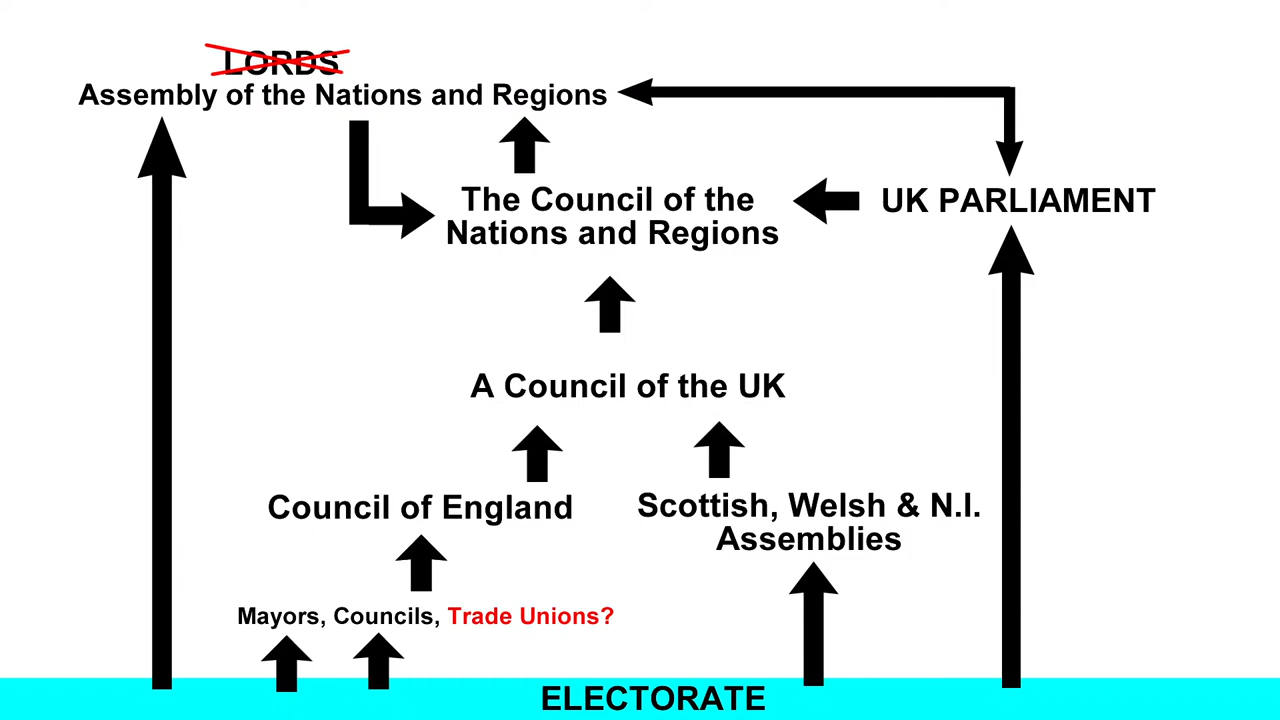 LORDS
Assembly of the Nations and Regions
The Council of the
Nations and Regions
UK PARLIAMENT
A Council of the UK
Council of England
Scottish, Welsh & N.I.
Assemblies
Mayors, Councils, Trade Unions?
ELECTORATE